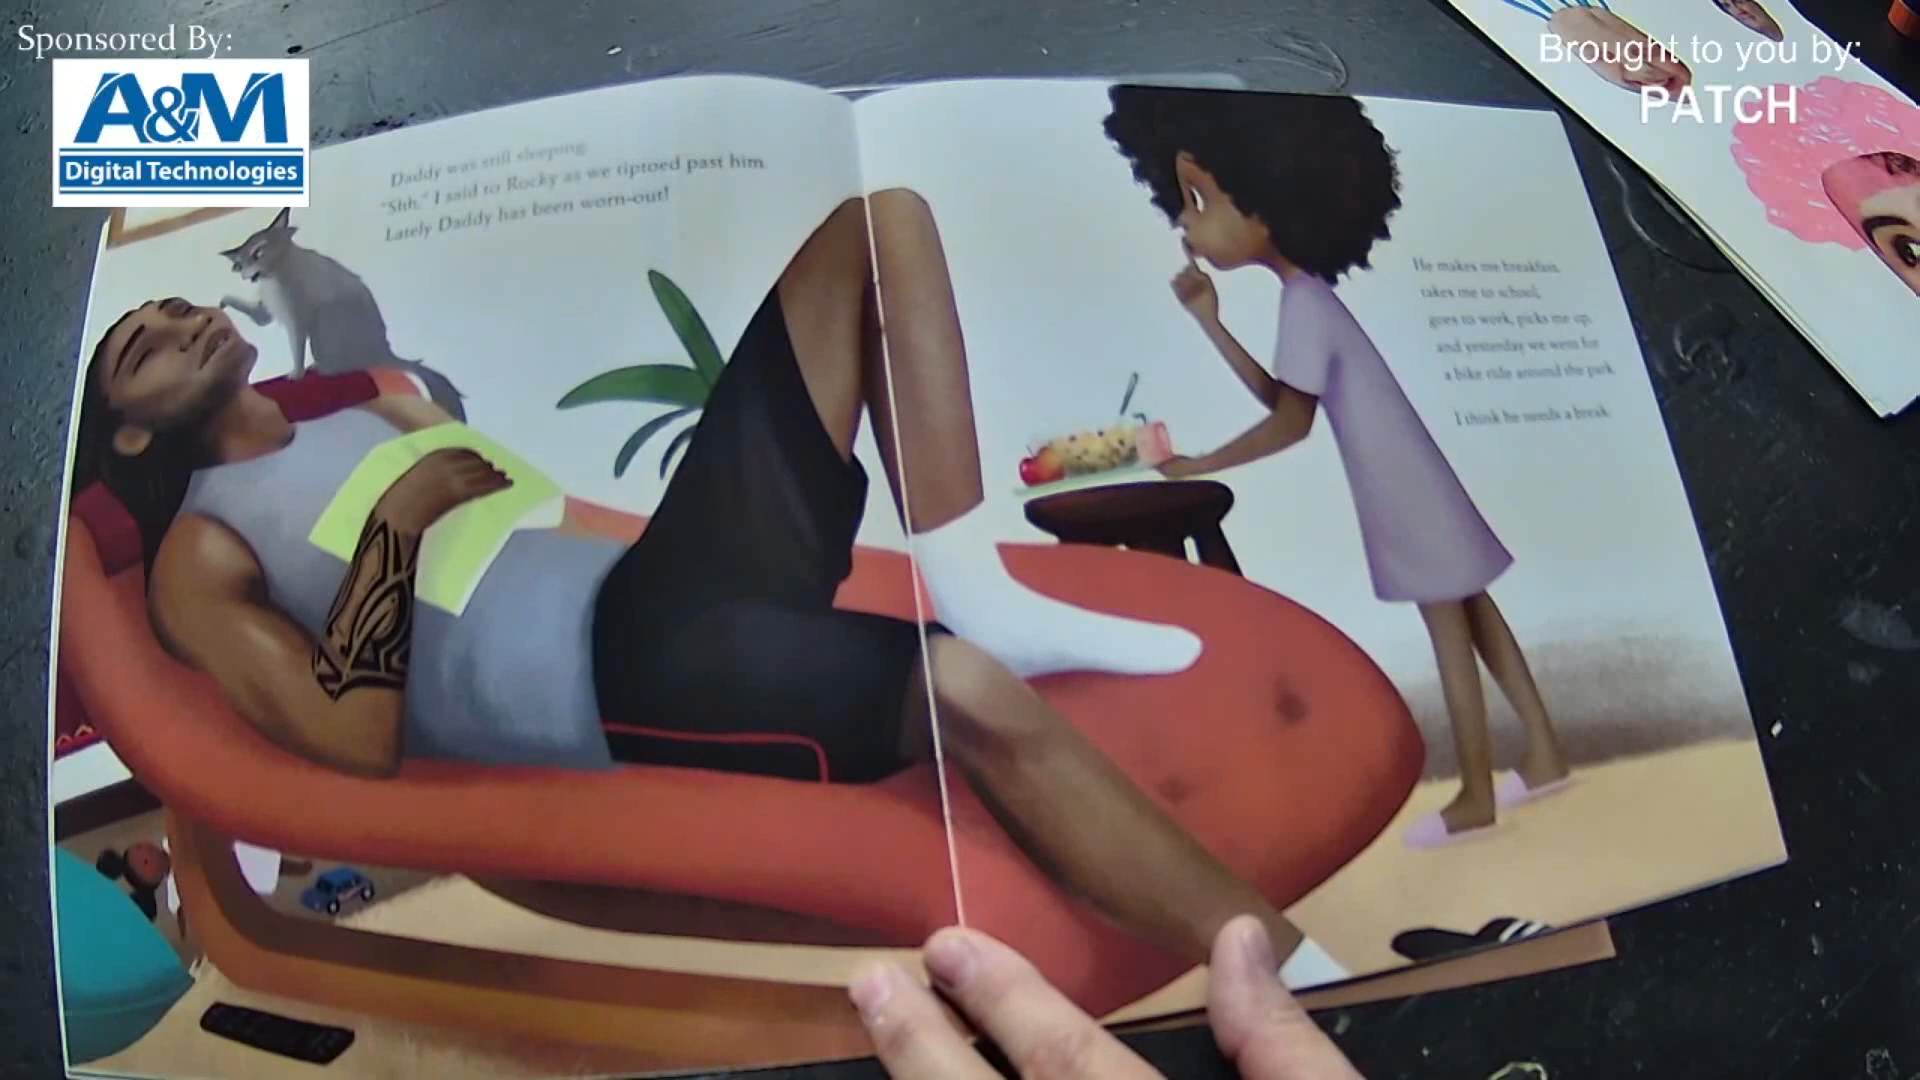 Sponsored By:
A&M
Digital Technologies
Brought to you by:
PATCH
Daddy was still sleeping.
"Shh," I said to Rocky as we tiptoed past him.
Lately Daddy has been worn-out!
He makes me breakfast,
takes me to school,
goes to work, picks me up,
and yesterday we went for
a bike ride around the park.
I think he needs a break.